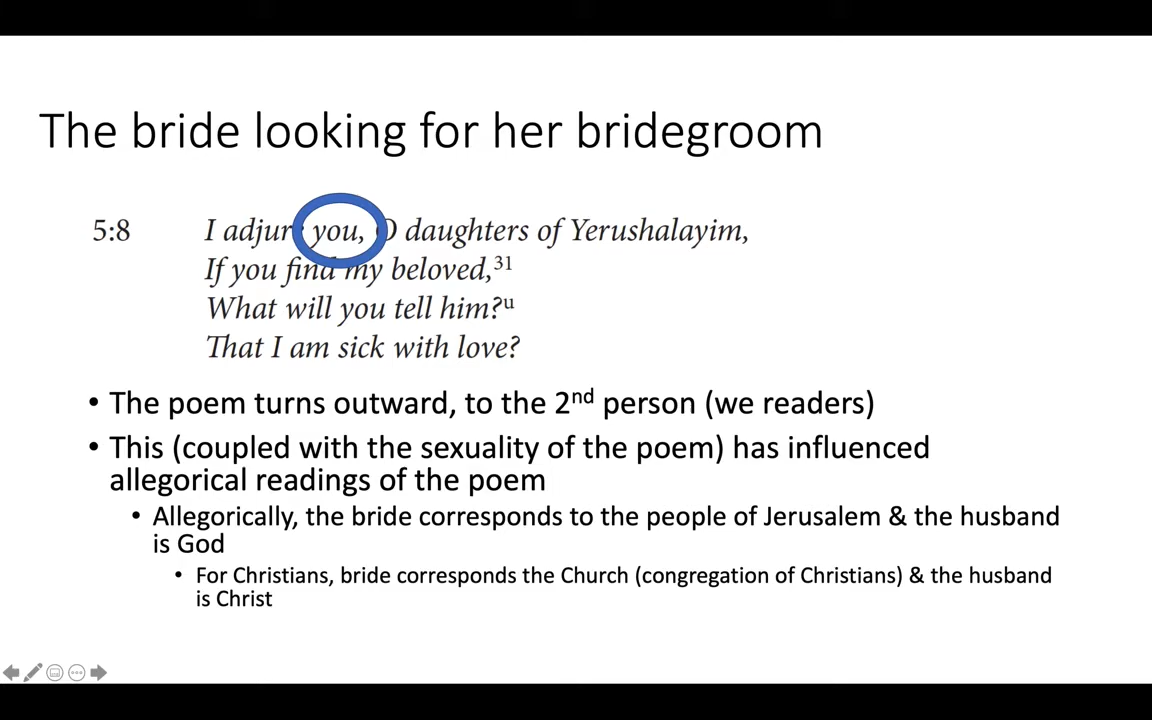 The bride looking for her bridegroom
5:8 I adjure you, O daughters of Yerushalayim,
If you find my beloved,31
What will you tell him?u
That I am sick with love?
• The poem turns outward, to the 2nd person (we readers)
• This (coupled with the sexuality of the poem) has influenced
allegorical readings of the poem
• Allegorically, the bride corresponds to the people of Jerusalem & the husband
is God
• For Christians, bride corresponds the Church (congregation of Christians) & the husband
is Christ